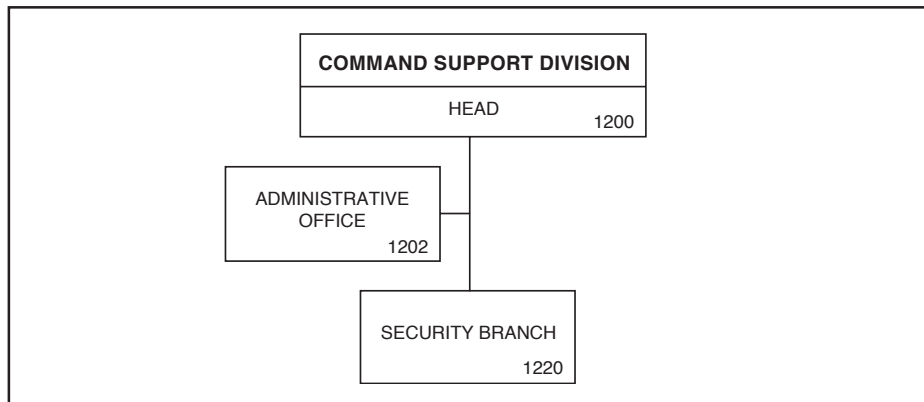 COMMAND SUPPORT DIVISION
HEAD
1200
ADMINISTRATIVE
OFFICE
1202
SECURITY BRANCH
1220